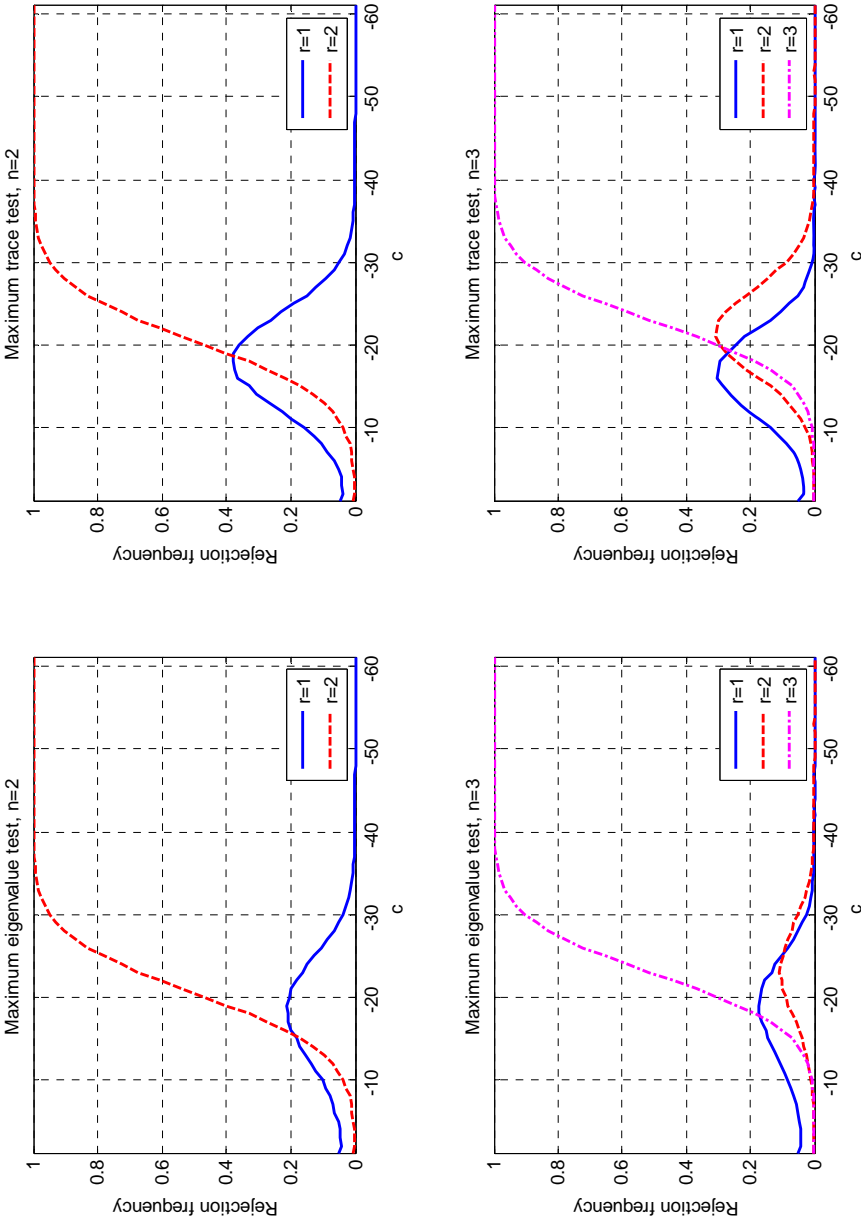 Maximum eigenvalue test, n=2
1
0.8
0.6
0.4
0.2
0
Rejection frequency
-10
-20
-30
-40
-50
-60
c
r=1
r=2
Maximum trace test, n=2
1
0.8
0.6
0.4
0.2
0
Rejection frequency
-10
-20
-30
-40
-50
-60
c
r=1
r=2
Maximum eigenvalue test, n=3
1
0.8
0.6
0.4
0.2
0
Rejection frequency
-10
-20
-30
-40
-50
-60
c
r=1
r=2
r=3
Maximum trace test, n=3
1
0.8
0.6
0.4
0.2
0
Rejection frequency
-10
-20
-30
-40
-50
-60
c
r=1
r=2
r=3